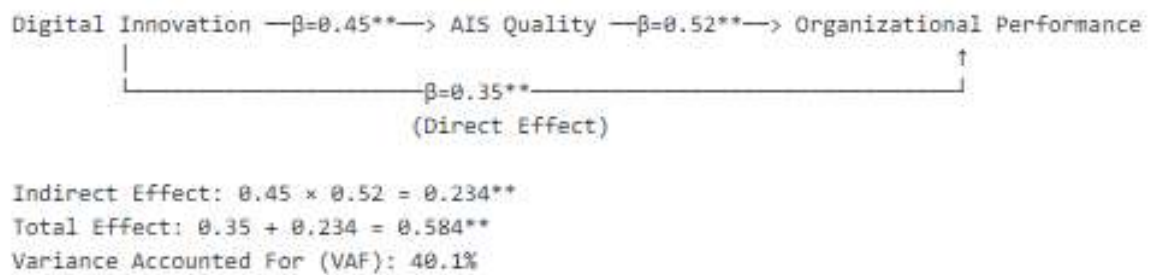 Digital Innovation —β=0.45**—> AIS Quality —β=0.52**—> Organizational Performance
β=0.35**
(Direct Effect)
Indirect Effect: 0.45 × 0.52 = 0.234**
Total Effect: 0.35 + 0.234 = 0.584**
Variance Accounted For (VAF): 40.1%